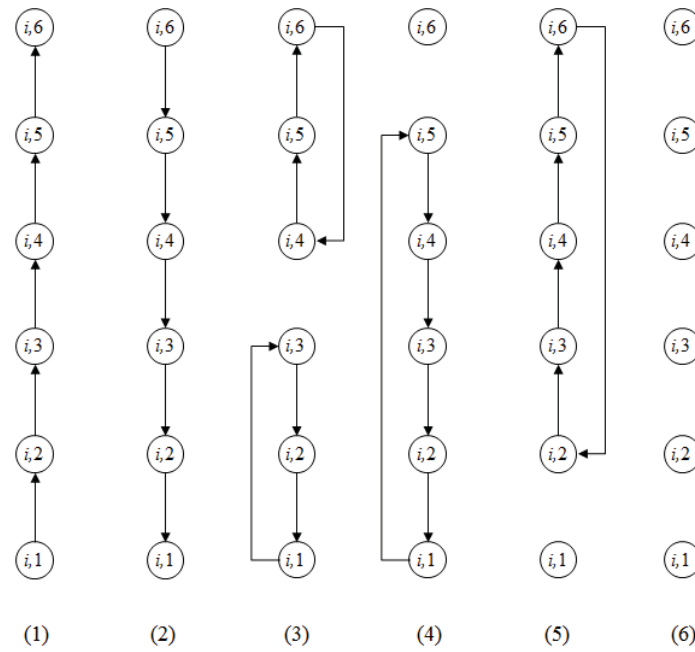 i,6 i,6 i,6 i,6 i,6 i,6
i,5 i,5 i,5 i,5 i,5 i,5
i,4 i,4 i,4 i,4 i,4 i,4
i,3 i,3 i,3 i,3 i,3 i,3
i,2 i,2 i,2 i,2 i,2 i,2
i,1 i,1 i,1 i,1 i,1 i,1
(1) (2) (3) (4) (5) (6)